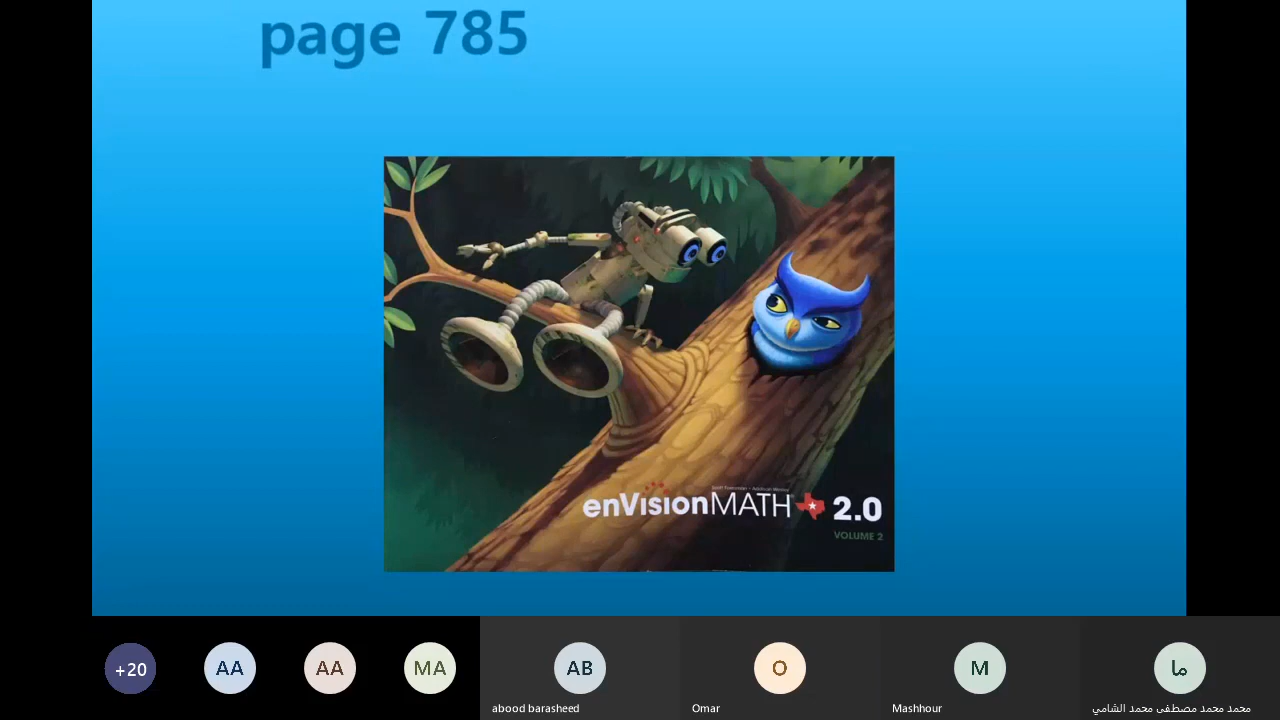 page 785
enVisionMATH 2.0
VOLUME 2
+20
AA
AA
MA
AB
O
M
ما
abood barasheed
Omar
Mashhour
محمد محمد مصطفى محمد الشامي